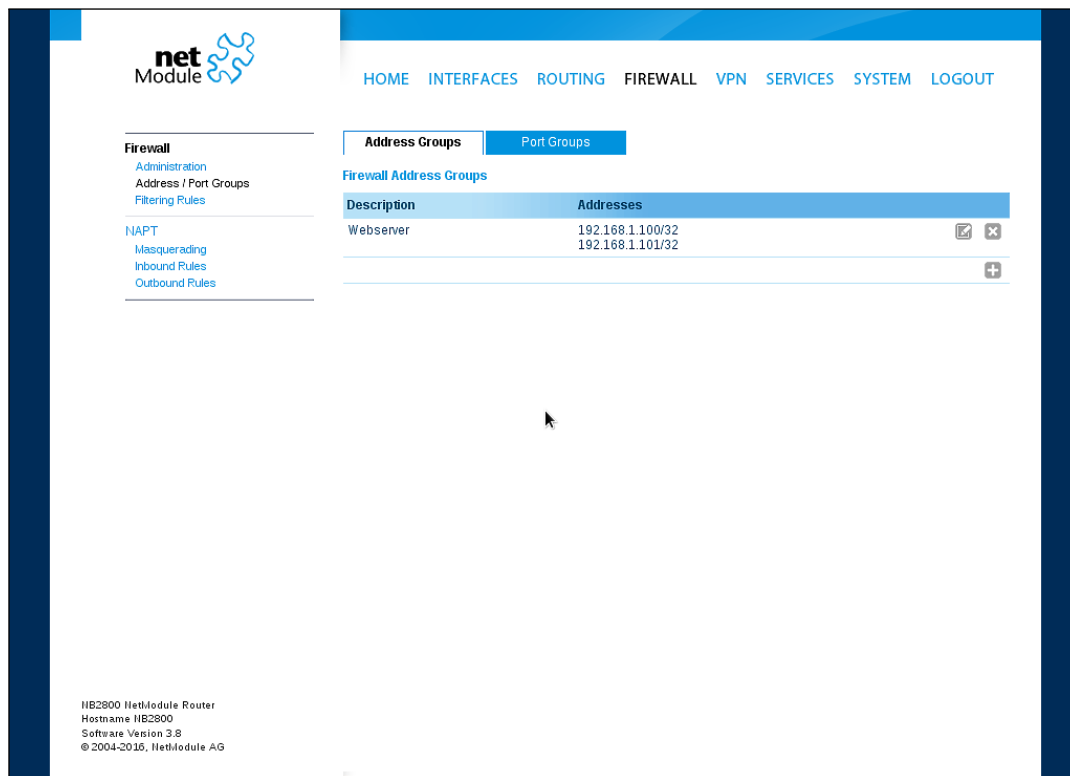 net
Module
HOME INTERFACES ROUTING FIREWALL VPN SERVICES SYSTEM LOGOUT
Firewall
Administration
Address / Port Groups
Filtering Rules
NAPT
Masquerading
Inbound Rules
Outbound Rules
Address Groups Port Groups
Firewall Address Groups
Description Addresses
Webserver 192.168.1.100/32
192.168.1.101/32
NB2800 NetModule Router
Hostname NB2800
Software Version 3.8
© 2004-2016, NetModule AG